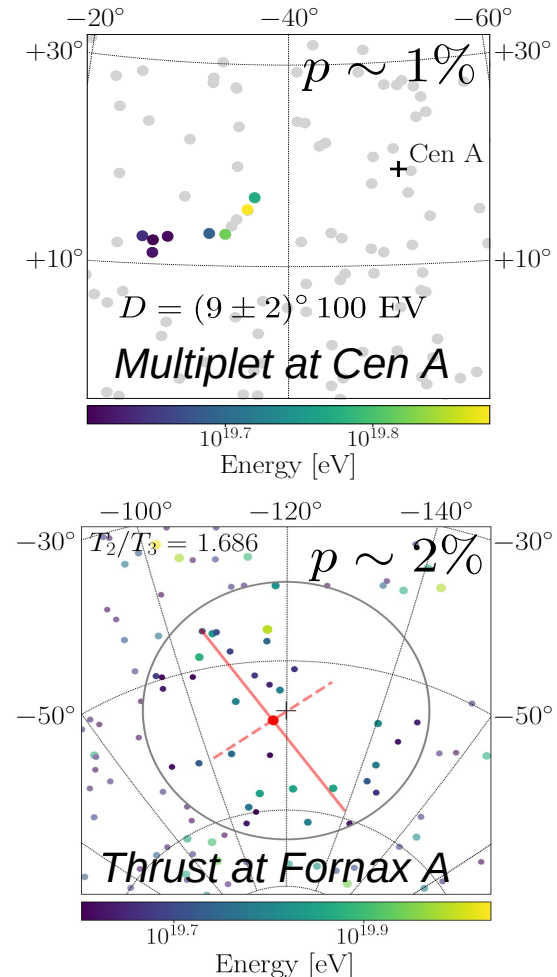 −20° −40° −60°
+30° p ∼ 1% +30°
Cen A
+10° +10°
D = (9 ± 2)° 100 EV
Multiplet at Cen A
10^19.7 10^19.8
Energy [eV]
−100° −120° −140°
−30° T_2/T_3 = 1.686 p ∼ 2% −30°
−50° −50°
Thrust at Fornax A
10^19.7 10^19.9
Energy [eV]